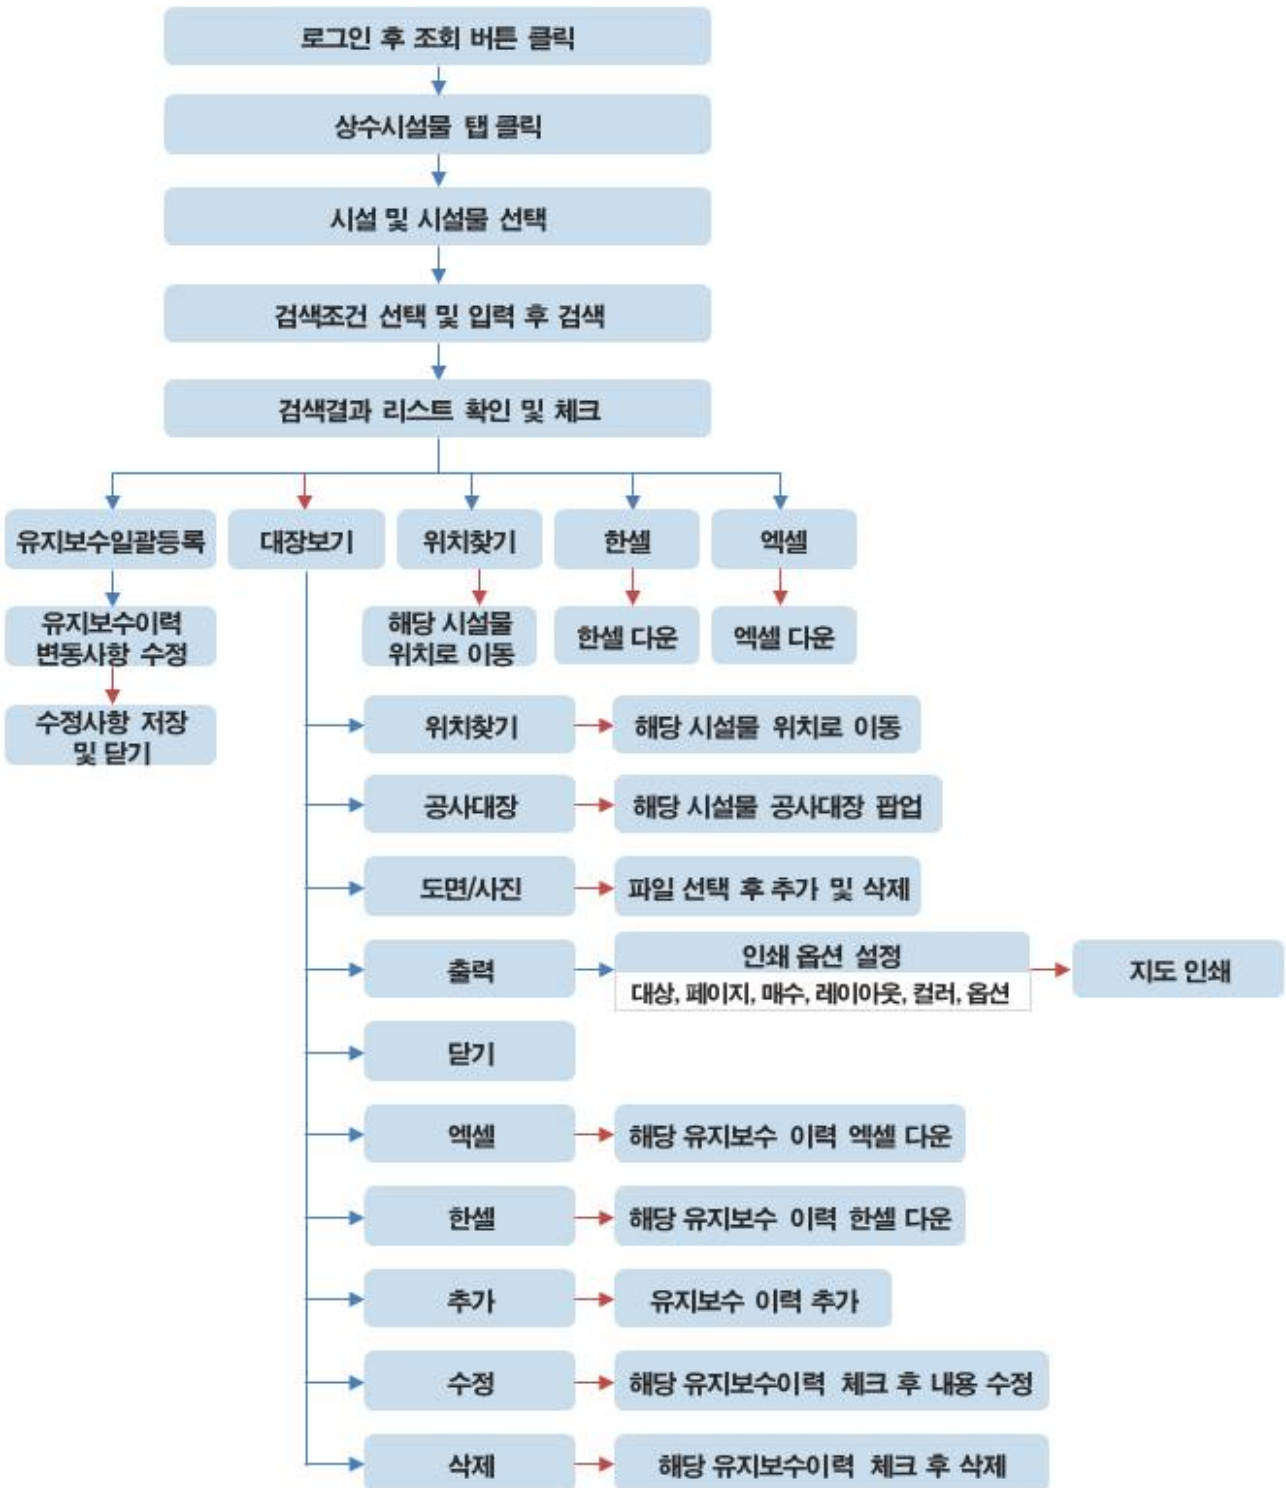 로그인 후 조회 버튼 클릭
상수시설물 탭 클릭
시설 및 시설물 선택
검색조건 선택 및 입력 후 검색
검색결과 리스트 확인 및 체크
유지보수일괄등록
대장보기
위치찾기
한셀
엑셀
유지보수이력
변동사항 수정
해당 시설물
위치로 이동
한셀 다운
엑셀 다운
수정사항 저장
및 닫기
위치찾기
해당 시설물 위치로 이동
공사대장
해당 시설물 공사대장 팝업
도면/사진
파일 선택 후 추가 및 삭제
출력
인쇄 옵션 설정
대상, 페이지, 매수, 레이아웃, 컬러, 옵션
지도 인쇄
닫기
엑셀
해당 유지보수 이력 엑셀 다운
한셀
해당 유지보수 이력 한셀 다운
추가
유지보수 이력 추가
수정
해당 유지보수이력 체크 후 내용 수정
삭제
해당 유지보수이력 체크 후 삭제